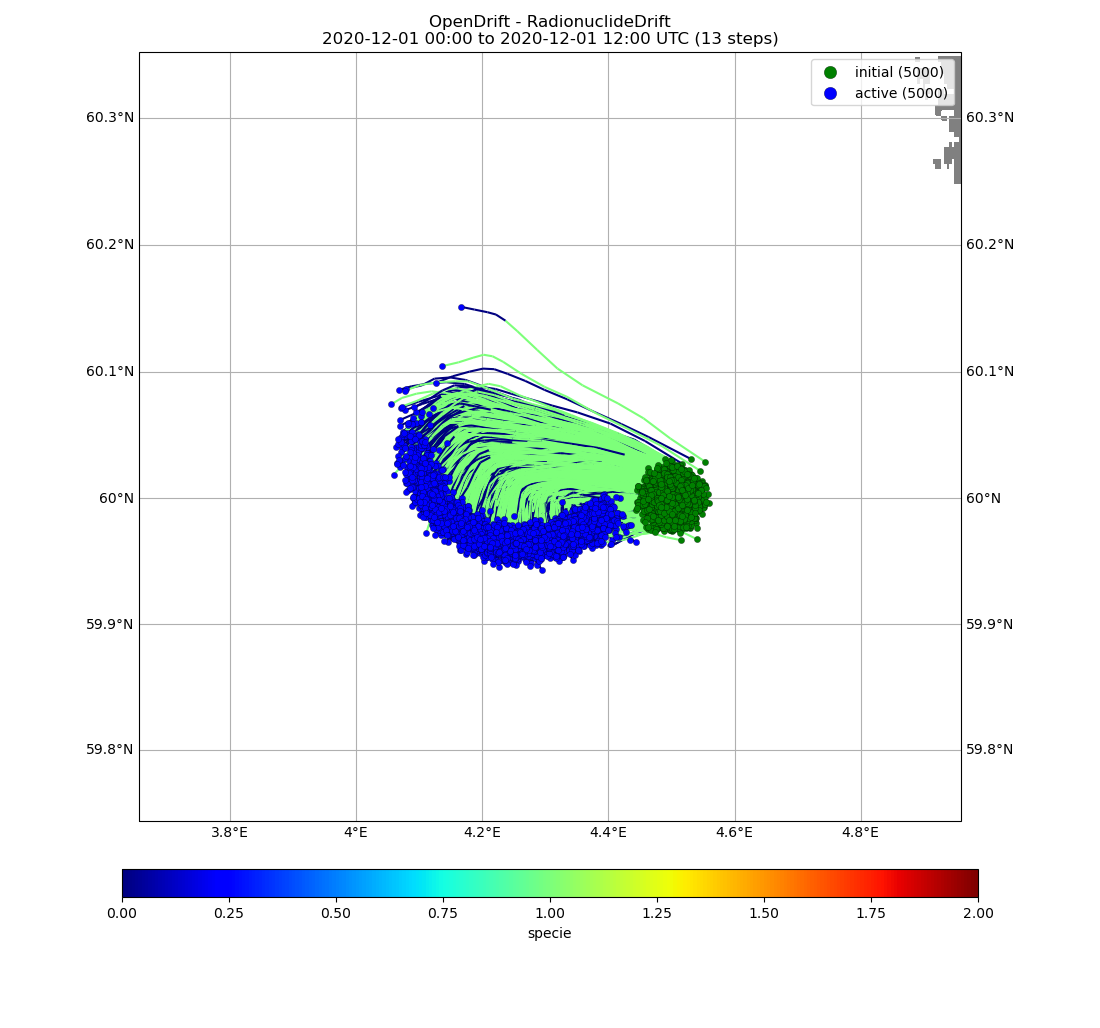 OpenDrift - RadionuclideDrift
2020-12-01 00:00 to 2020-12-01 12:00 UTC (13 steps)
initial (5000)
active (5000)
60.3°N 60.3°N
60.2°N 60.2°N
60.1°N 60.1°N
60°N 60°N
59.9°N 59.9°N
59.8°N 59.8°N
3.8°E 4°E 4.2°E 4.4°E 4.6°E 4.8°E
0.00 0.25 0.50 0.75 1.00 1.25 1.50 1.75 2.00
specie